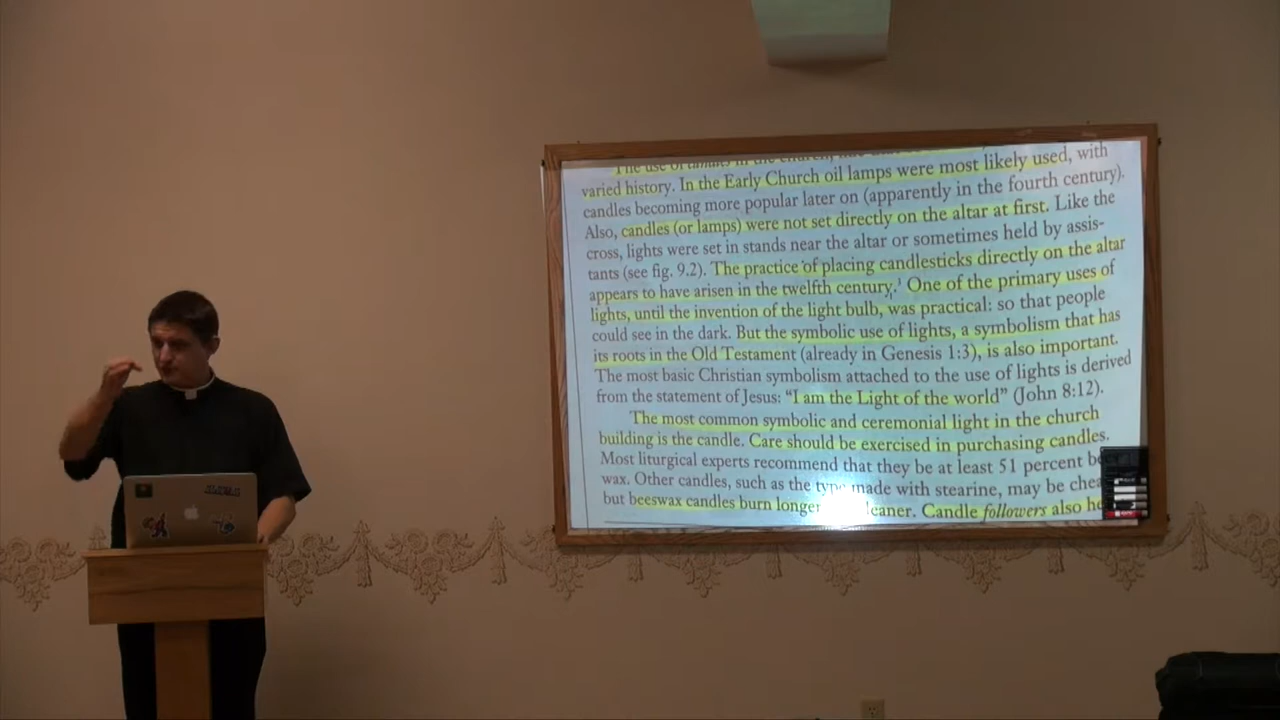 The use of candles in the church,
varied history. In the Early Church oil lamps were most likely used, with
candles becoming more popular later on (apparently in the fourth century).
Also, candles (or lamps) were not set directly on the altar at first. Like the
cross, lights were set in stands near the altar or sometimes held by assis-
tants (see fig. 9.2). The practice of placing candlesticks directly on the altar
appears to have arisen in the twelfth century.³ One of the primary uses of
lights, until the invention of the light bulb, was practical: so that people
could see in the dark. But the symbolic use of lights, a symbolism that has
its roots in the Old Testament (already in Genesis 1:3), is also important.
The most basic Christian symbolism attached to the use of lights is derived
from the statement of Jesus: “I am the Light of the world” (John 8:12).
The most common symbolic and ceremonial light in the church
building is the candle. Care should be exercised in purchasing candles.
Most liturgical experts recommend that they be at least 51 percent
wax. Other candles, such as the type made with stearine, may be
but beeswax candles burn longer cleaner. Candle followers also